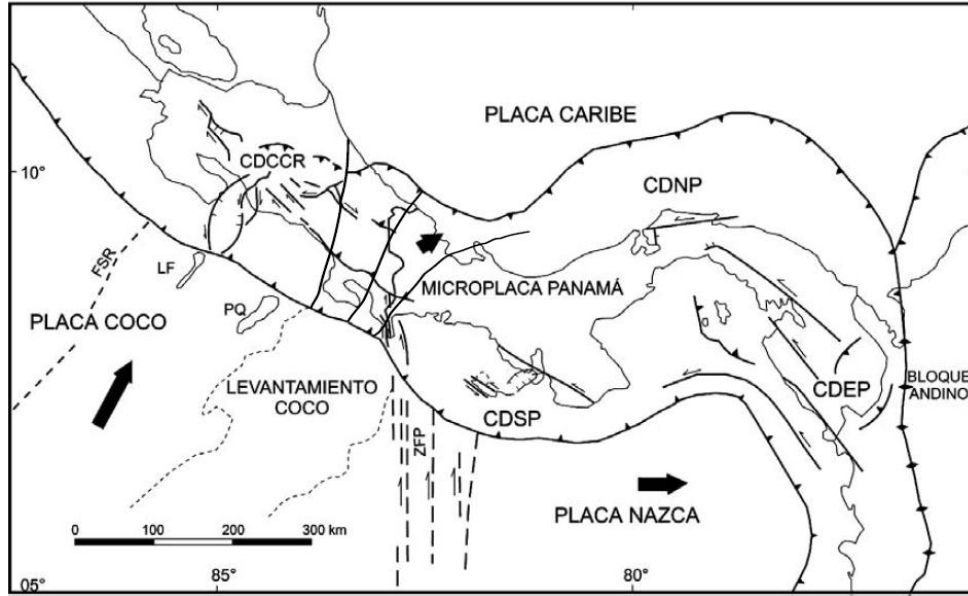 PLACA CARIBE
10°
CDCCR
CDNP
FSR
LF
MICROPLACA PANAMÁ
PQ
PLACA COCO
LEVANTAMIENTO
COCO
CDSP
CDEP
BLOQUE
ANDINO
ZFP
PLACA NAZCA
0 100 200 300 km
05°
85°
80°